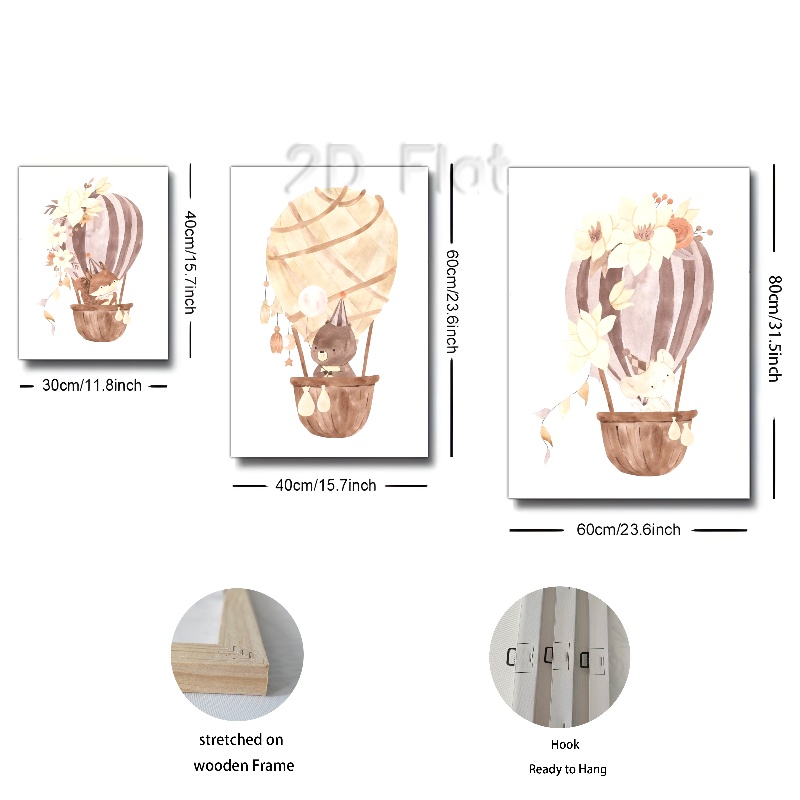 2D Flat
40cm/15.7inch
30cm/11.8inch
60cm/23.6inch
40cm/15.7inch
80cm/31.5inch
60cm/23.6inch
stretched on
wooden Frame
Hook
Ready to Hang